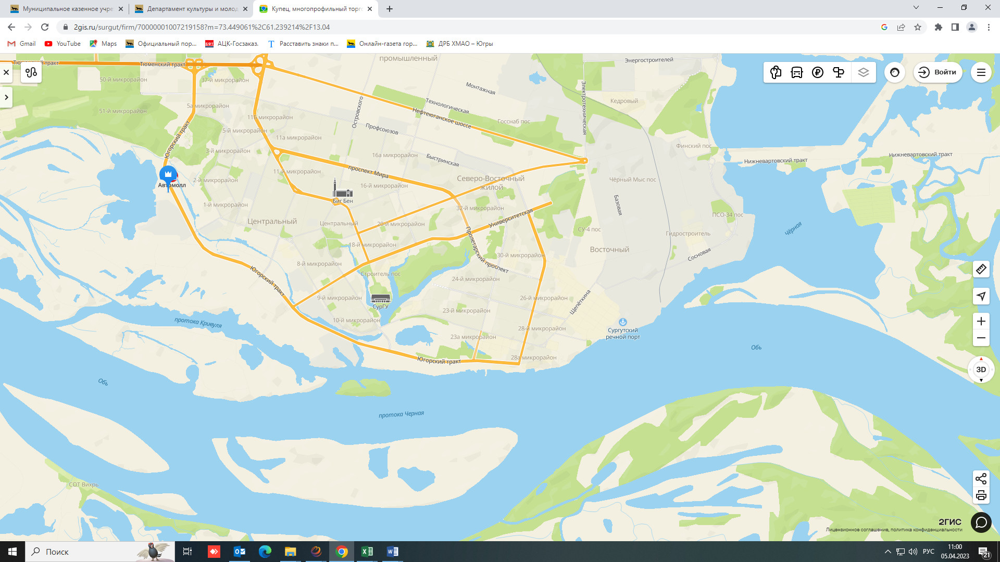 Муниципальное казенное учре
Департамент культуры и молод
Купец, многопрофильный торго
2gis.ru/surgut/firm/70000001007219158?m=73.449061%2C61.239214%2F13.04
Gmail
YouTube
Maps
Официальный пор...
АЦК-Госзаказ.
Расставить знаки п...
Онлайн-газета гор...
ДРБ ХМАО – Югры
промышленный
Энергостроителей
Тюменский тракт
Тюменский тракт
Войти
50-й микрорайон
37-й микрорайон
Монтажная
Электротехническая
Кедровый
5а микрорайон
51-й микрорайон
Островского
Технологическая
Нефтеюганское шоссе
11Б микрорайон
Госснаб пос
Профсоюзов
5-й микрорайон
11а микрорайон
Югорский тракт
Финский пос
3-й микрорайон
16а микрорайон
Быстринская
Нижневартовский тракт
Нижневартовский тракт
11-й микрорайон
проспект Мира
Северо-Восточный
жилой
Чёрный Мыс пос
2-й микрорайон
Автомолл
16-й микрорайон
Биг Бен
1-й микрорайон
32-й микрорайон
Базовая
ПСО-34 пос
Университетская
Центральный
Центральный
20-й микрорайон
СУ-4 пос
Чёрная
Гидростроитель
18-й микрорайон
Восточный
Пролетарский проспект
30-й микрорайон
Сосновая
8-й микрорайон
Югорский тракт
Строитель пос
24-й микрорайон
9-й микрорайон
26-й микрорайон
Щепёткина
СурГУ
23-й микрорайон
10-й микрорайон
протока Кривуля
28-й микрорайон
Сургутский
речной порт
23а микрорайон
Обь
28а микрорайон
Югорский тракт
3D
Обь
протока Черная
СОТ Вихрь
2ГИС
Лицензионное соглашение, политика конфиденциальности
Поиск
РУС
11:00
05.04.2023
21